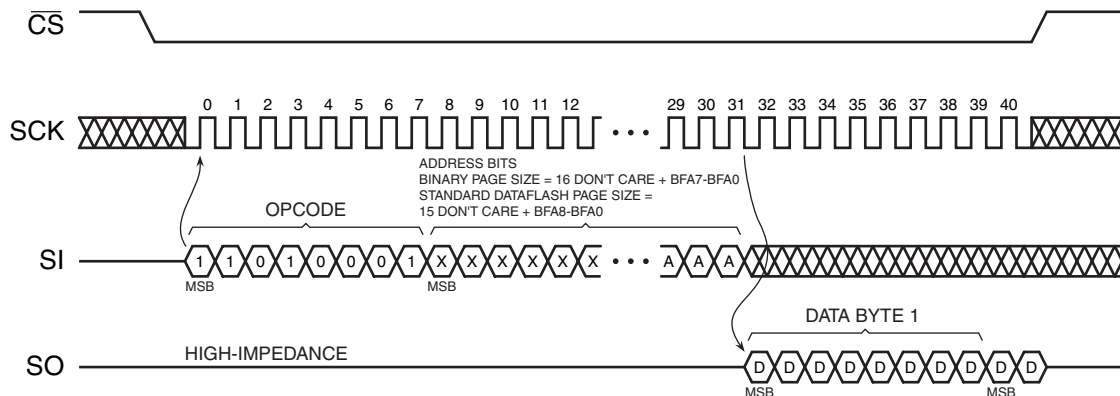 CS
SCK
0 1 2 3 4 5 6 7 8 9 10 11 12 29 30 31 32 33 34 35 36 37 38 39 40
ADDRESS BITS
BINARY PAGE SIZE = 16 DON'T CARE + BFA7-BFA0
STANDARD DATAFLASH PAGE SIZE =
15 DON'T CARE + BFA8-BFA0
OPCODE
SI
1 1 0 1 0 0 0 1 X X X X X X A A A
MSB MSB
DATA BYTE 1
HIGH-IMPEDANCE
SO
D D D D D D D D D D
MSB MSB